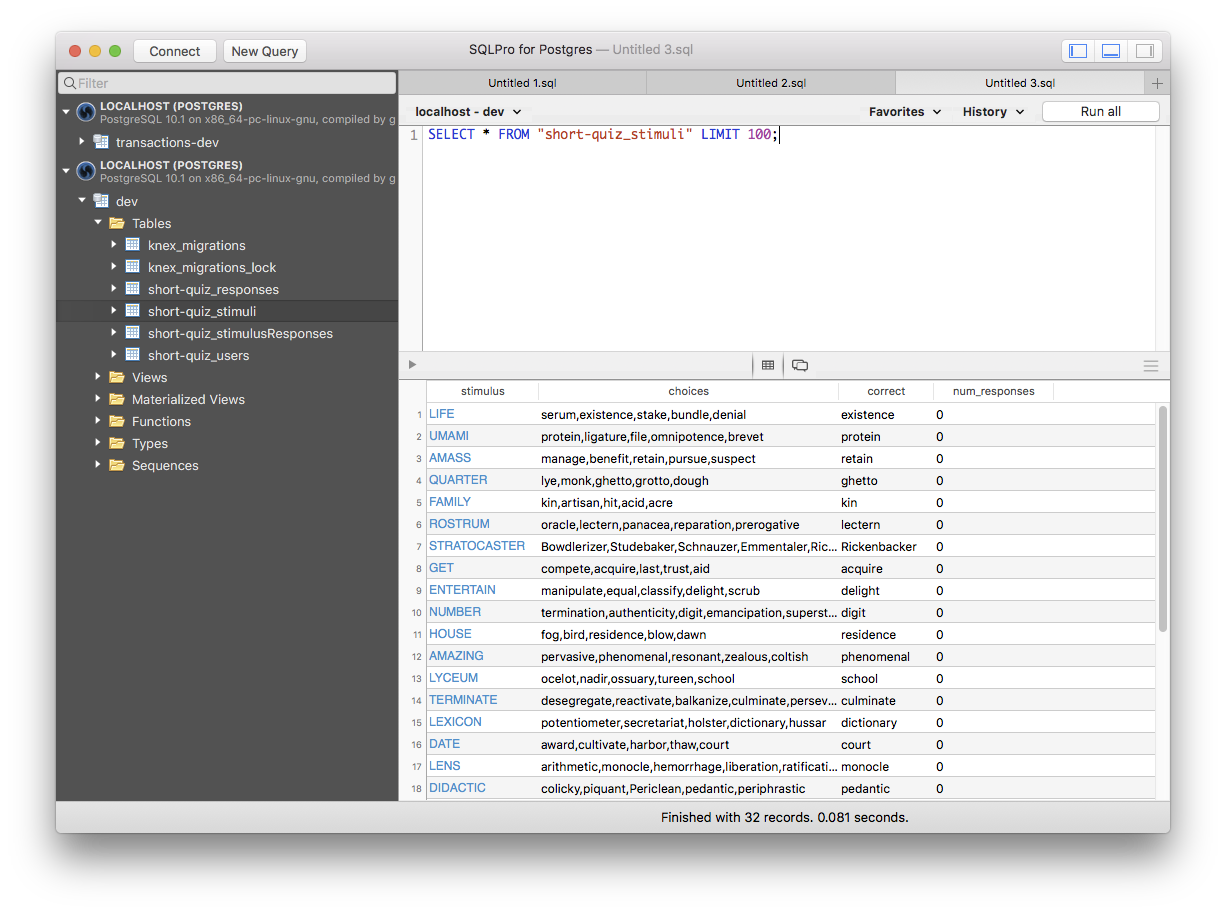 Connect New Query SQLPro for Postgres — Untitled 3.sql
Filter
LOCALHOST (POSTGRES)
PostgreSQL 10.1 on x86_64-pc-linux-gnu, compiled by g
transactions-dev
LOCALHOST (POSTGRES)
PostgreSQL 10.1 on x86_64-pc-linux-gnu, compiled by g
dev
Tables
knex_migrations
knex_migrations_lock
short-quiz_responses
short-quiz_stimuli
short-quiz_stimulusResponses
short-quiz_users
Views
Materialized Views
Functions
Types
Sequences
Untitled 1.sql Untitled 2.sql Untitled 3.sql
localhost - dev Favorites History Run all
1 SELECT * FROM "short-quiz_stimuli" LIMIT 100;
stimulus choices correct num_responses
1 LIFE serum,existence,stake,bundle,denial existence 0
2 UMAMI protein,ligature,file,omnipotence,brevet protein 0
3 AMASS manage,benefit,retain,pursue,suspect retain 0
4 QUARTER lye,monk,ghetto,grotto,dough ghetto 0
5 FAMILY kin,artisan,hit,acid,acre kin 0
6 ROSTRUM oracle,lectern,panacea,reparation,prerogative lectern 0
7 STRATOCASTER Bowdlerizer,Studebaker,Schnauzer,Emmentaler,Ric... Rickenbacker 0
8 GET compete,acquire,last,trust,aid acquire 0
9 ENTERTAIN manipulate,equal,classify,delight,scrub delight 0
10 NUMBER termination,authenticity,digit,emancipation,superst... digit 0
11 HOUSE fog,bird,residence,blow,dawn residence 0
12 AMAZING pervasive,phenomenal,resonant,zealous,coltish phenomenal 0
13 LYCEUM ocelot,nadir,ossuary,tureen,school school 0
14 TERMINATE desegregate,reactivate,balkanize,culminate,persev... culminate 0
15 LEXICON potentiometer,secretariat,holster,dictionary,hussar dictionary 0
16 DATE award,cultivate,harbor,thaw,court court 0
17 LENS arithmetic,monocle,hemorrhage,liberation,ratificati... monocle 0
18 DIDACTIC colicky,piquant,Periclean,pedantic,periphrastic pedantic 0
Finished with 32 records. 0.081 seconds.